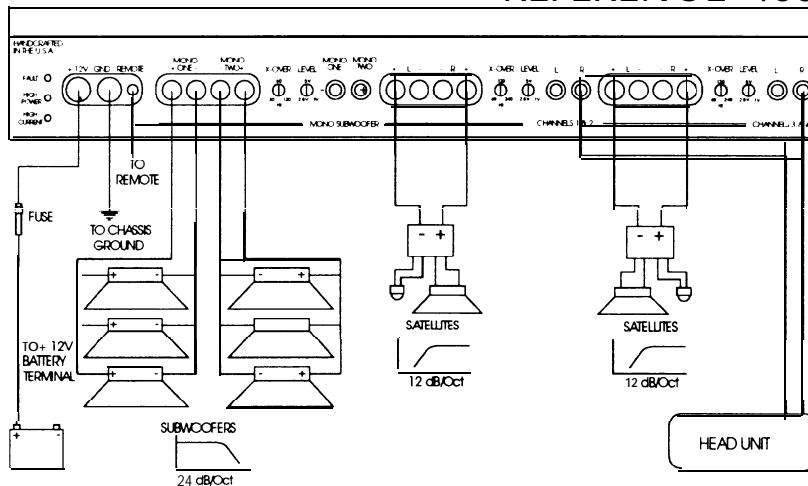 HANDCRAFTED
IN THE U.S.A.
+ 12V GND REMOTE
MONO
+ ONE -
MONO
- TWO +
X-OVER LEVEL
MONO
ONE
MONO
TWO
+ L - - R +
X-OVER LEVEL L R
+ L - - R +
X-OVER LEVEL L R
FAULT
HIGH
POWER
HIGH
CURRENT
MONO SUBWOOFER
CHANNELS 1 & 2
CHANNELS 3 &
TO
REMOTE
FUSE
TO CHASSIS
GROUND
- +
- +
+ -
- +
+ -
+ -
- +
SATELLITES
SATELLITES
TO+ 12V
BATTERY
TERMINAL
12 dB/Oct
12 dB/Oct
SUBWOOFERS
+ -
HEAD UNIT
24 dB/Oct